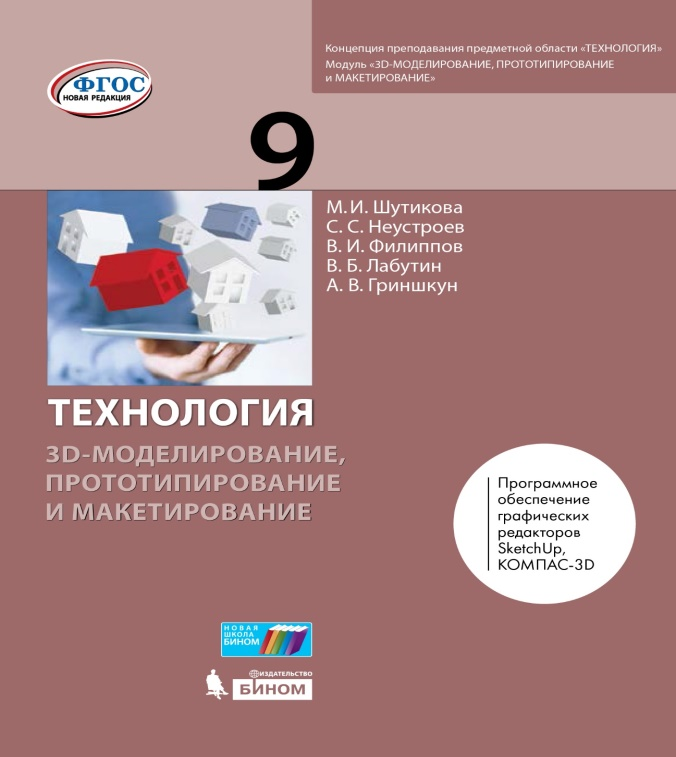 Концепция преподавания предметной области «ТЕХНОЛОГИЯ»
Модуль «3D-МОДЕЛИРОВАНИЕ, ПРОТОТИПИРОВАНИЕ
и МАКЕТИРОВАНИЕ»
ФГОС
НОВАЯ РЕДАКЦИЯ
9
М. И. Шутикова
С. С. Неустроев
В. И. Филиппов
В. Б. Лабутин
А. В. Гриншкун
ТЕХНОЛОГИЯ
3D-МОДЕЛИРОВАНИЕ,
ПРОТОТИПИРОВАНИЕ
И МАКЕТИРОВАНИЕ
Программное
обеспечение
графических
редакторов
SketchUp,
КОМПАС-3D
НОВАЯ
ШКОЛА
БИНОМ
ИЗДАТЕЛЬСТВО
БИНОМ